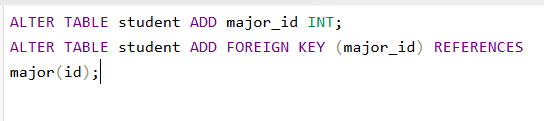 ALTER TABLE student ADD major_id INT;
ALTER TABLE student ADD FOREIGN KEY (major_id) REFERENCES
major(id);